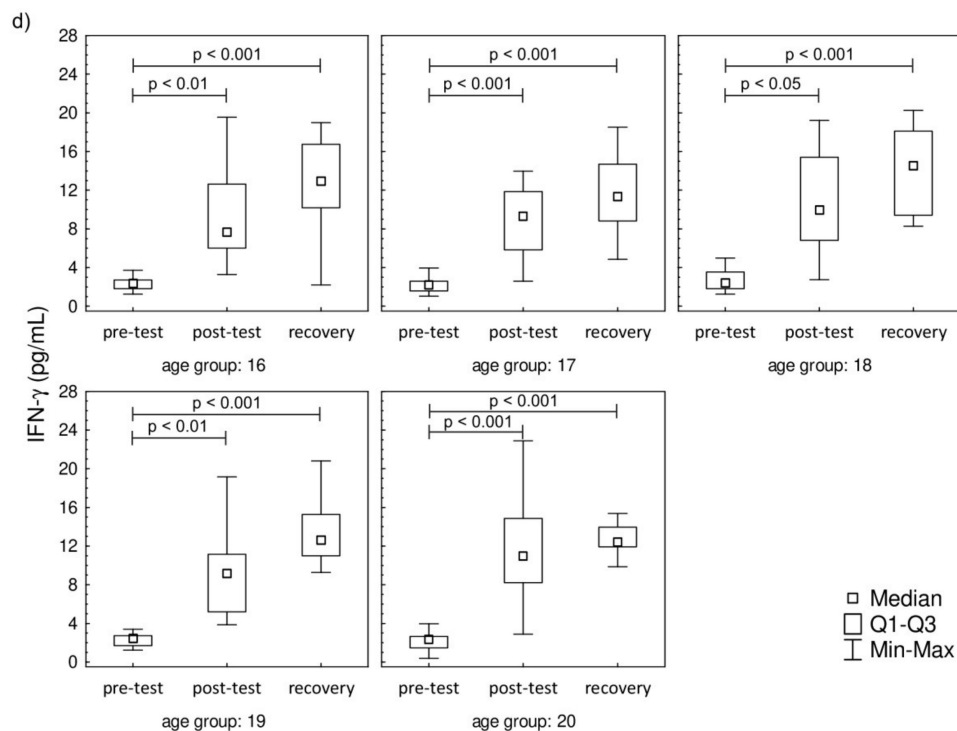 d)
IFN-γ (pg/mL)
28
24
20
16
12
8
4
0
p < 0.001
p < 0.01
pre-test post-test recovery
age group: 16
p < 0.001
p < 0.001
pre-test post-test recovery
age group: 17
p < 0.001
p < 0.05
pre-test post-test recovery
age group: 18
28
24
20
16
12
8
4
0
p < 0.001
p < 0.01
pre-test post-test recovery
age group: 19
p < 0.001
p < 0.001
pre-test post-test recovery
age group: 20
Median
Q1-Q3
Min-Max